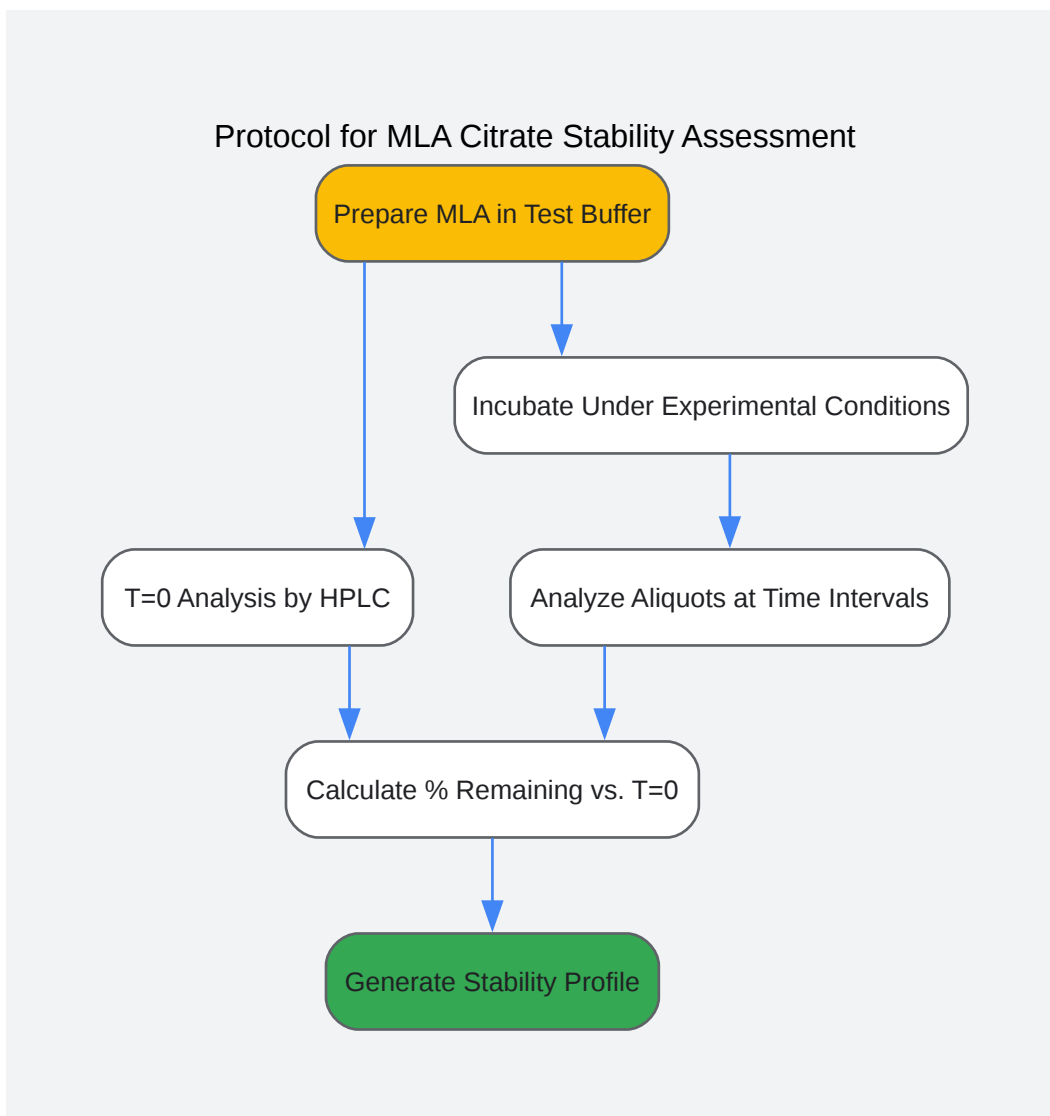 Protocol for MLA Citrate Stability Assessment
Prepare MLA in Test Buffer
Incubate Under Experimental Conditions
T=0 Analysis by HPLC
Analyze Aliquots at Time Intervals
Calculate % Remaining vs. T=0
Generate Stability Profile